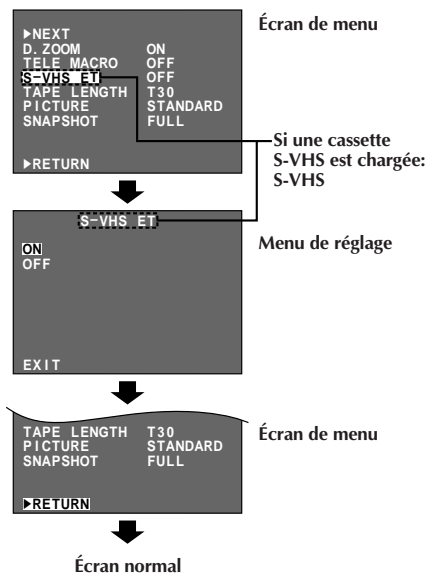 Écran de menu
▶NEXT
D. ZOOM ON
TELE MACRO OFF
S-VHS ET OFF
TAPE LENGTH T30
PICTURE STANDARD
SNAPSHOT FULL
▶RETURN
Si une cassette
S-VHS est chargée:
S-VHS
S-VHS ET
Menu de réglage
ON
OFF
EXIT
TAPE LENGTH T30
Écran de menu
PICTURE STANDARD
SNAPSHOT FULL
▶RETURN
Écran normal